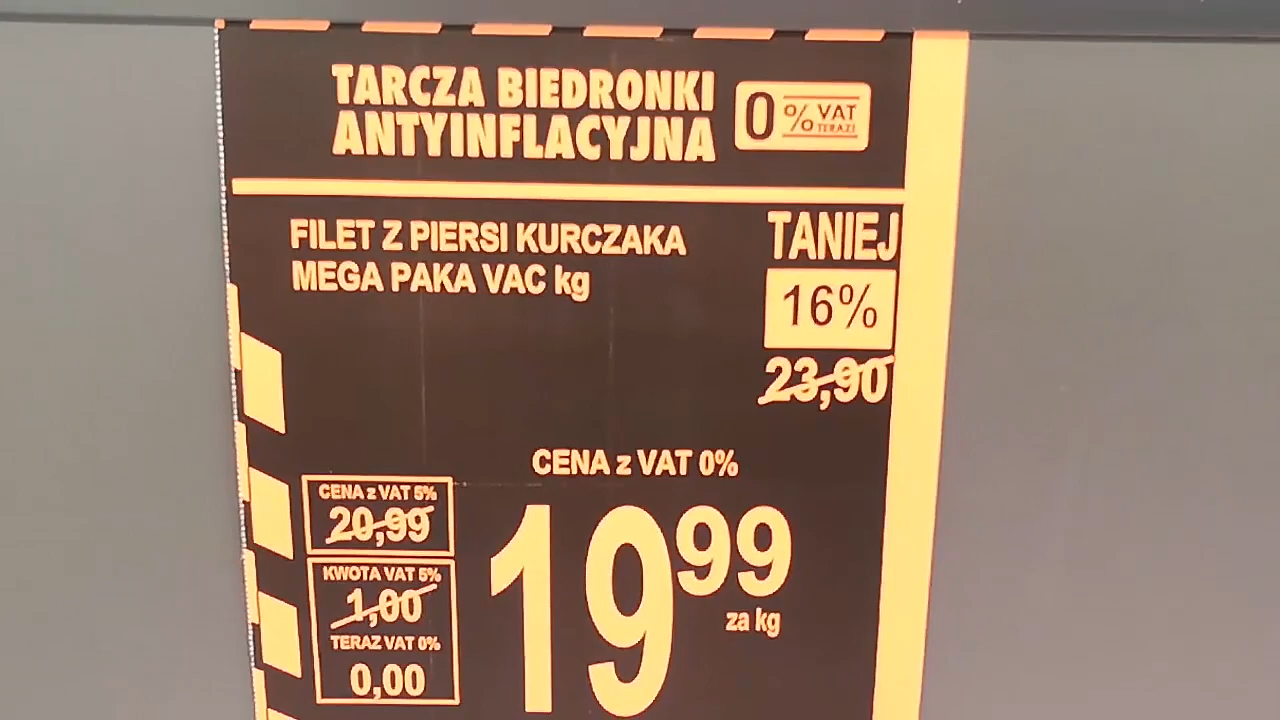 TARCZA BIEDRONKI
ANTYINFLACYJNA
0% VAT
TERAZ!
FILET Z PIERSI KURCZAKA
MEGA PAKA VAC kg
TANIEJ
16%
23,90
CENA z VAT 0%
CENA z VAT 5%
20,99
KWOTA VAT 5%
1,00
TERAZ VAT 0%
0,00
19 99
za kg